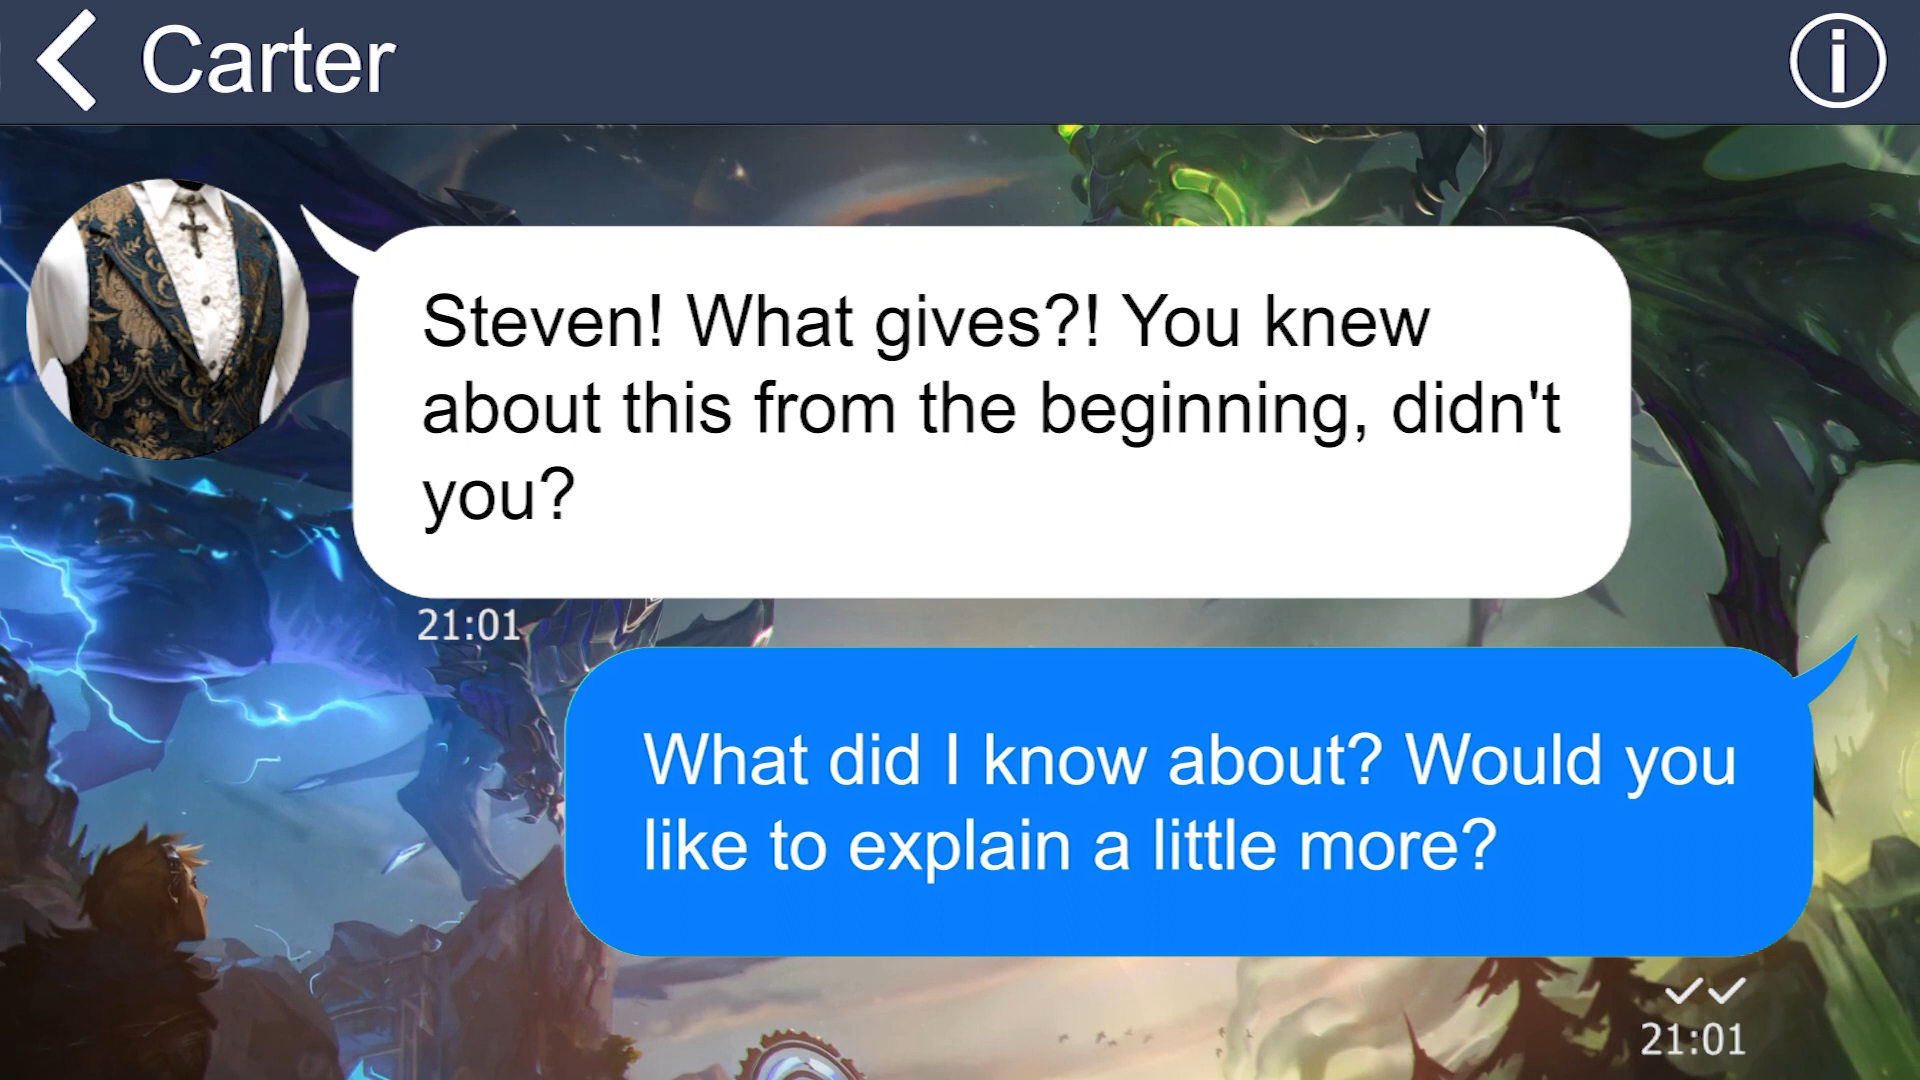 Carter
Steven! What gives?! You knew
about this from the beginning, didn't
you?
21:01
What did I know about? Would you
like to explain a little more?
21:01